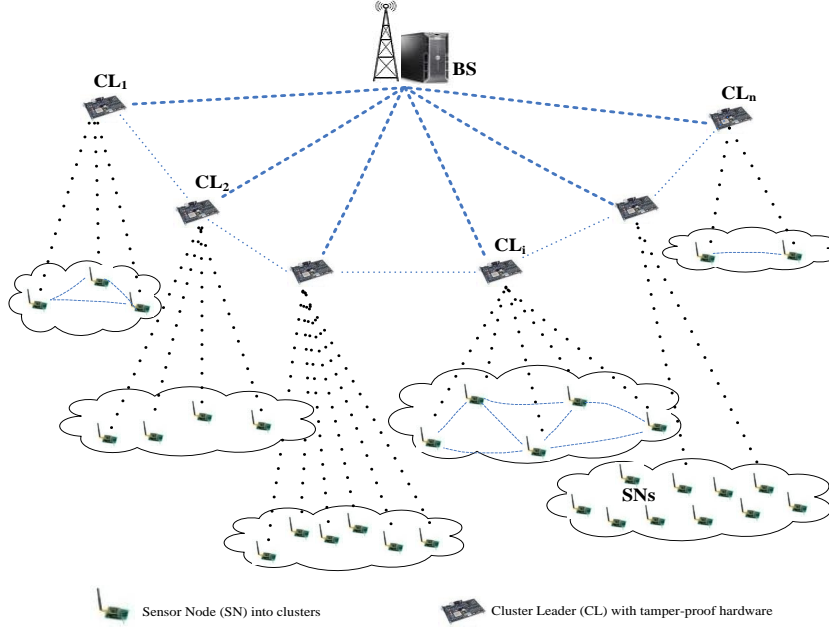 BS
CL1
CLn
CL2
CLi
SNs
Sensor Node (SN) into clusters
Cluster Leader (CL) with tamper-proof hardware